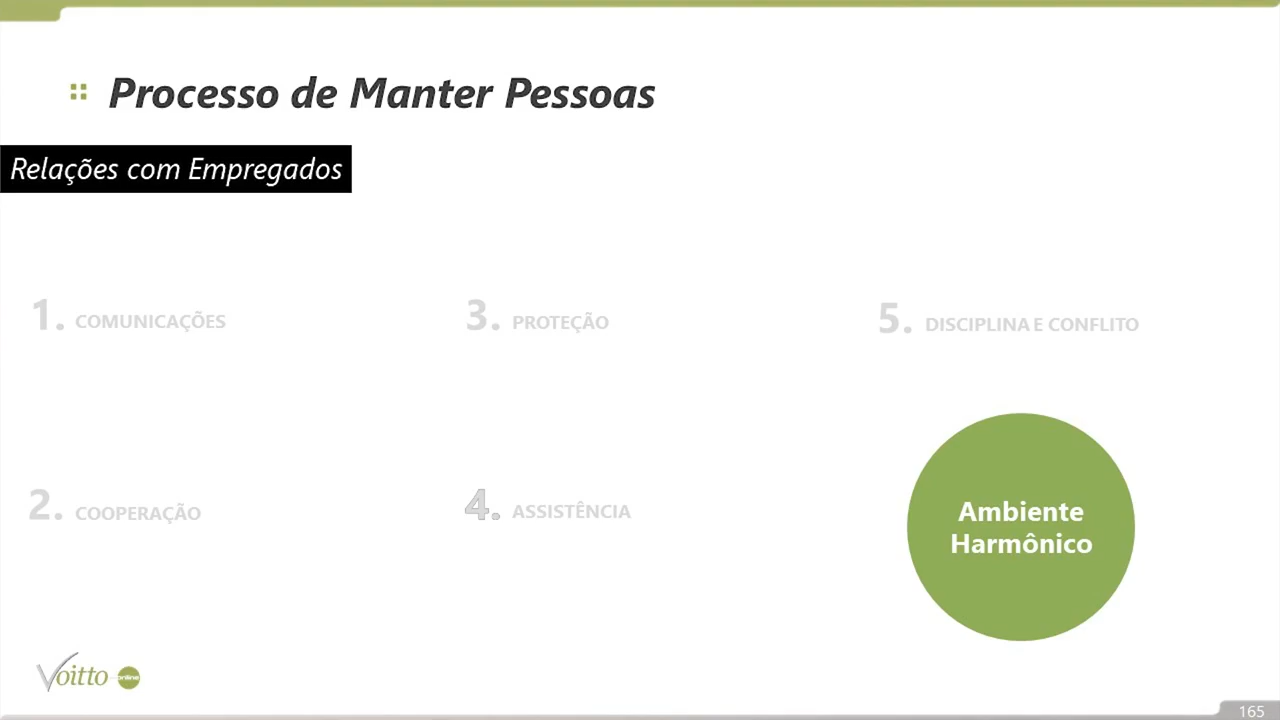 Processo de Manter Pessoas
Relações com Empregados
1. COMUNICAÇÕES
3. PROTEÇÃO
5. DISCIPLINA E CONFLITO
2. COOPERAÇÃO
4. ASSISTÊNCIA
Ambiente
Harmônico
Voitto online
165